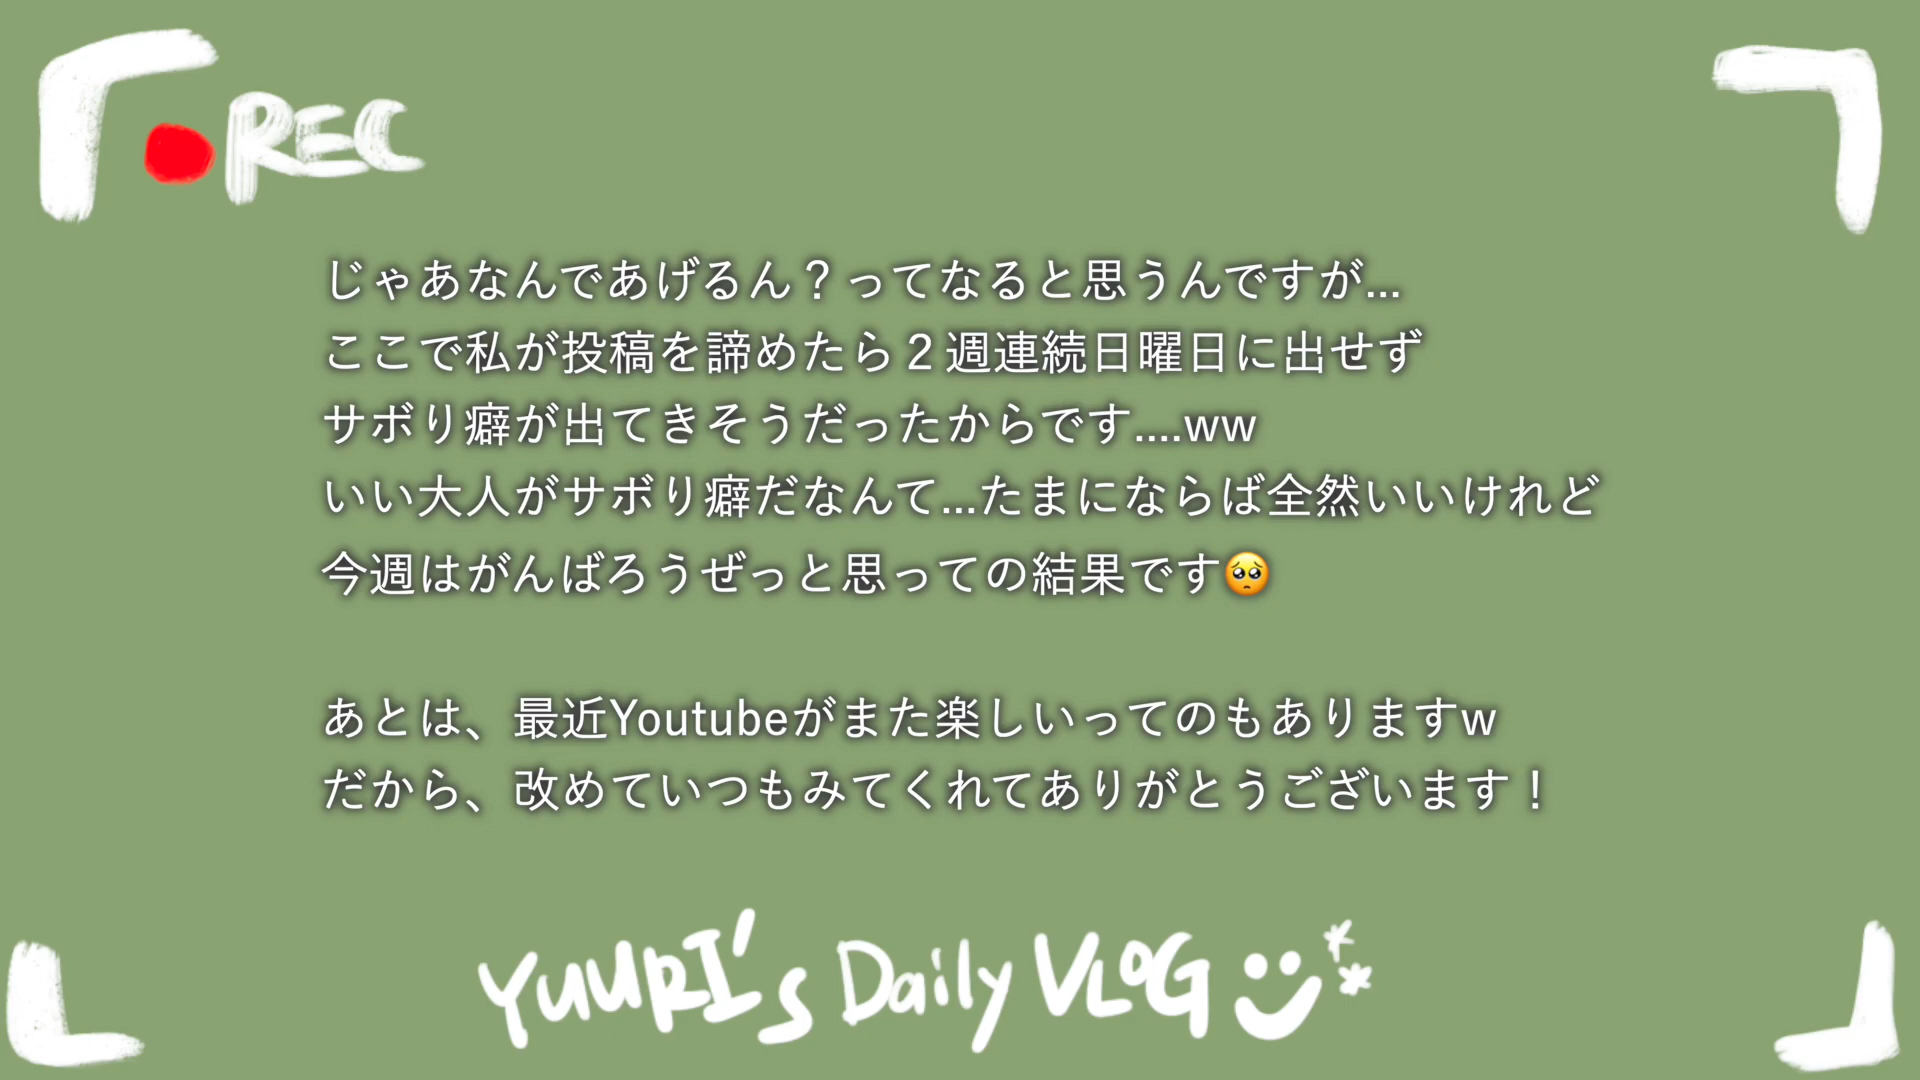 REC
じゃあなんであげるん？ってなると思うんですが...
ここで私が投稿を諦めたら２週連続日曜日に出せず
サボり癖が出てきそうだったからです....ww
いい大人がサボり癖だなんて...たまにならば全然いいけれど
今週はがんばろうぜっと思っての結果です🥺
あとは、最近Youtubeがまた楽しいってのもありますw
だから、改めていつもみてくれてありがとうございます！
YUURI's Daily VLOG